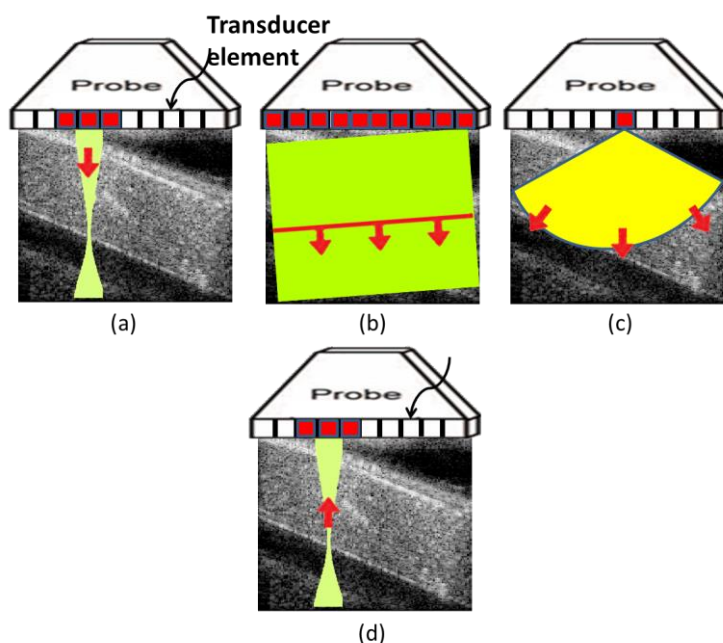 Transducer
element
Probe
Probe
Probe
(a)
(b)
(c)
Probe
(d)